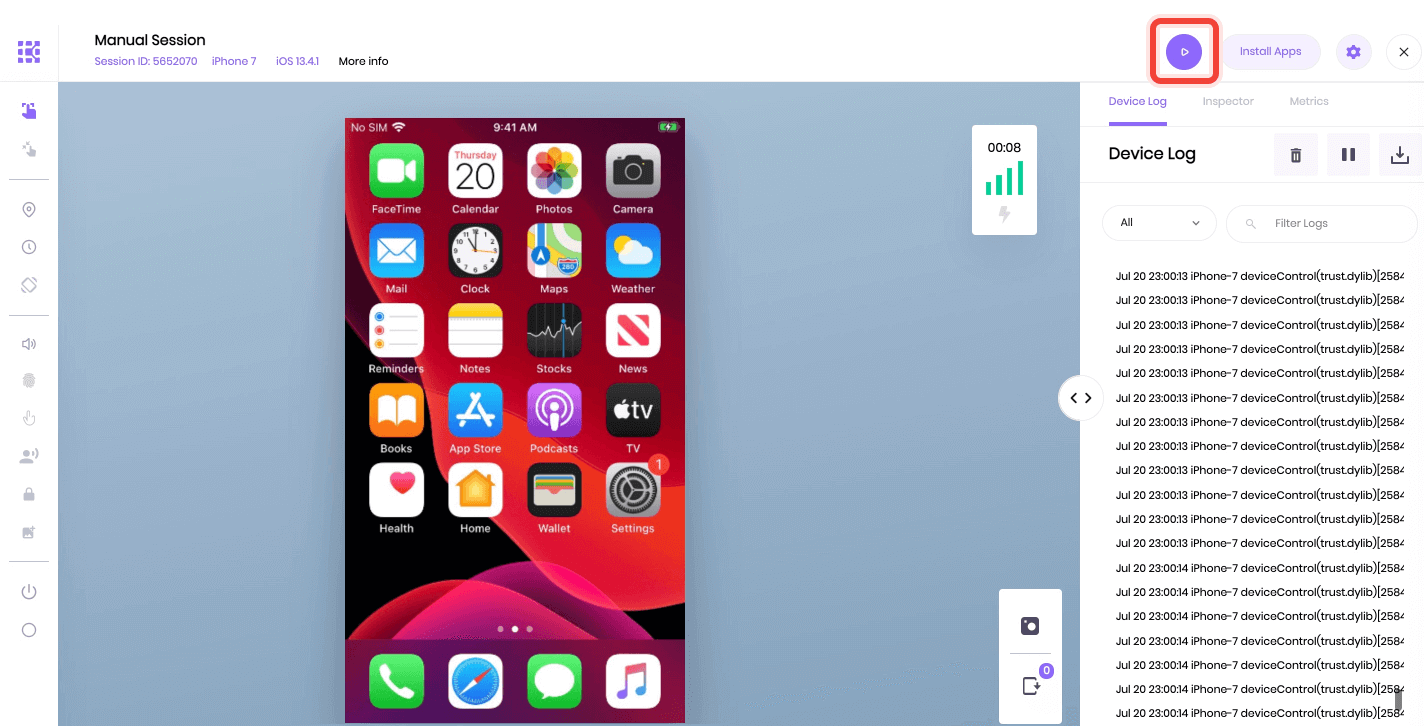 Manual Session
Session ID: 5652070 iPhone 7 iOS 13.4.1 More info
Install Apps
No SIM 9:41 AM
Thursday
20
FaceTime Calendar Photos Camera
280
Mail Clock Maps Weather
Reminders Notes Stocks News
tv
Books App Store Podcasts TV
1
Health Home Wallet Settings
00:08
0
Device Log Inspector Metrics
Device Log
All Filter Logs
Jul 20 23:00:13 iPhone-7 deviceControl(trust.dylib)[2584
Jul 20 23:00:13 iPhone-7 deviceControl(trust.dylib)[2584
Jul 20 23:00:13 iPhone-7 deviceControl(trust.dylib)[2584
Jul 20 23:00:13 iPhone-7 deviceControl(trust.dylib)[2584
Jul 20 23:00:13 iPhone-7 deviceControl(trust.dylib)[2584
Jul 20 23:00:13 iPhone-7 deviceControl(trust.dylib)[2584
Jul 20 23:00:13 iPhone-7 deviceControl(trust.dylib)[2584
Jul 20 23:00:13 iPhone-7 deviceControl(trust.dylib)[2584
Jul 20 23:00:13 iPhone-7 deviceControl(trust.dylib)[2584
Jul 20 23:00:13 iPhone-7 deviceControl(trust.dylib)[2584
Jul 20 23:00:13 iPhone-7 deviceControl(trust.dylib)[2584
Jul 20 23:00:13 iPhone-7 deviceControl(trust.dylib)[2584
Jul 20 23:00:14 iPhone-7 deviceControl(trust.dylib)[2584
Jul 20 23:00:14 iPhone-7 deviceControl(trust.dylib)[2584
Jul 20 23:00:14 iPhone-7 deviceControl(trust.dylib)[2584
Jul 20 23:00:14 iPhone-7 deviceControl(trust.dylib)[2584
Jul 20 23:00:14 iPhone-7 deviceControl(trust.dylib)[2584
Jul 20 23:00:14 iPhone-7 deviceControl(trust.dylib)[2584
Jul 20 23:00:14 iPhone-7 deviceControl(trust.dylib)[2584